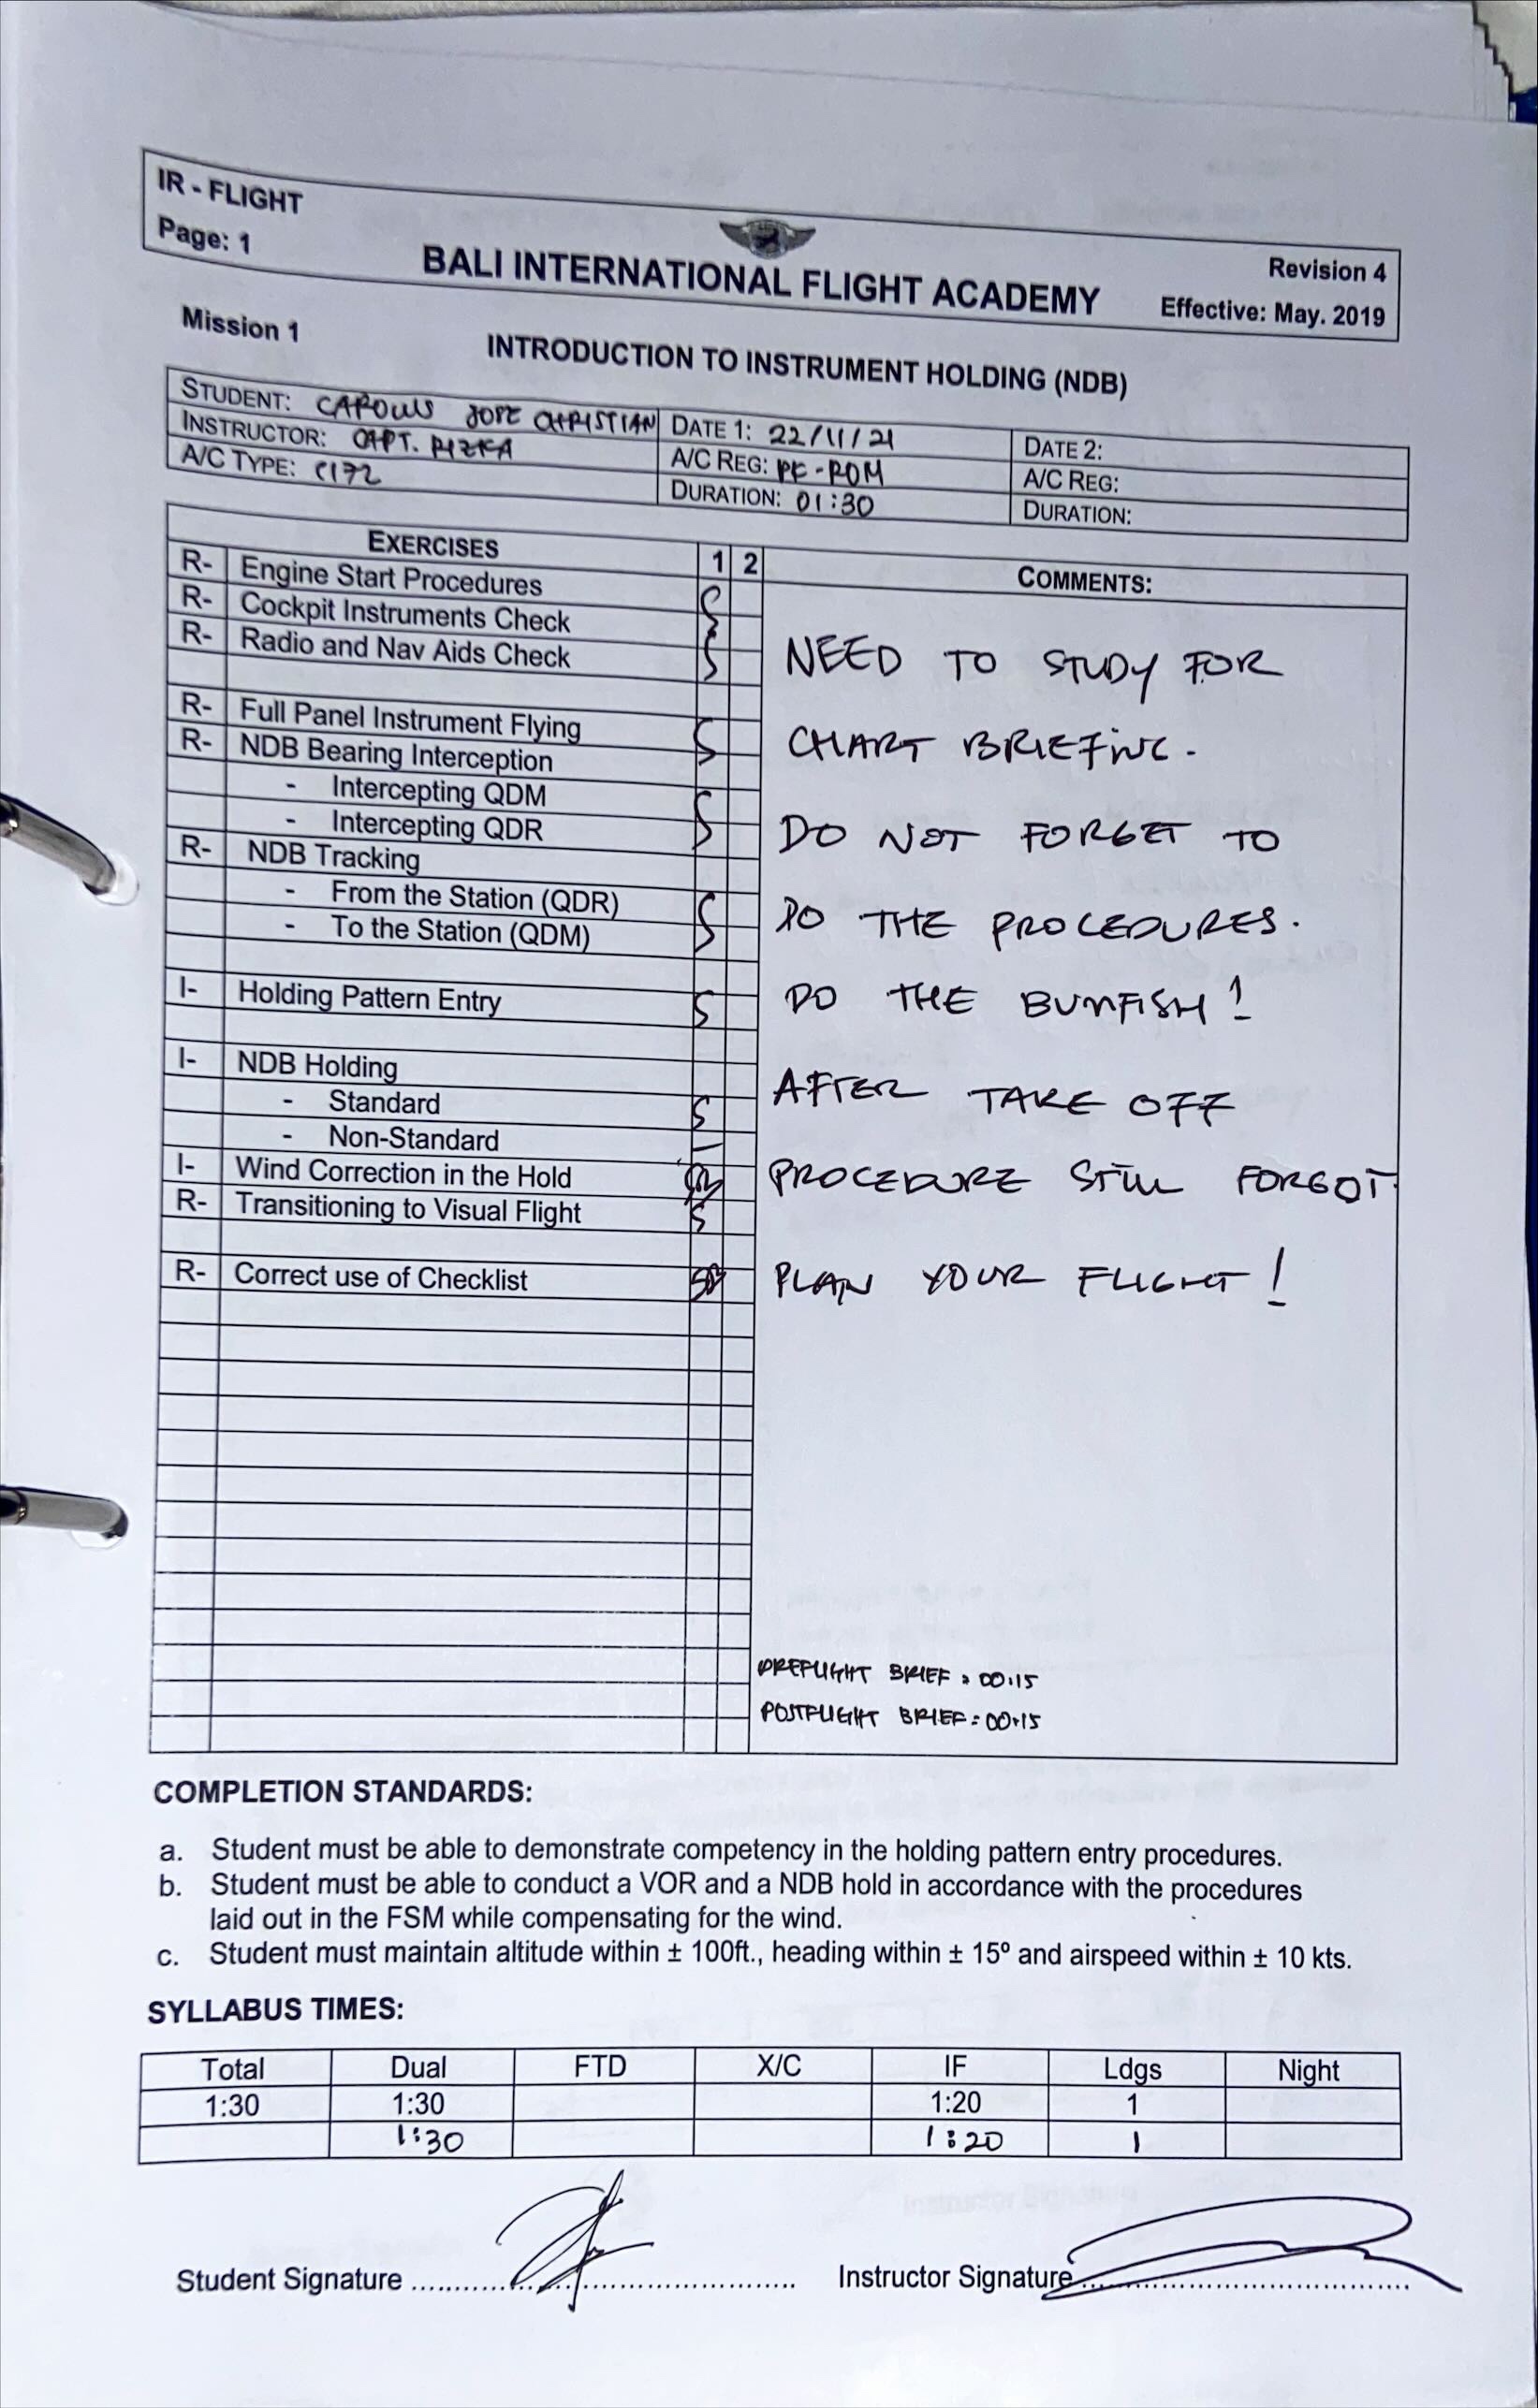 IR - FLIGHT
Page: 1
BALI INTERNATIONAL FLIGHT ACADEMY
Revision 4
Effective: May. 2019
Mission 1
INTRODUCTION TO INSTRUMENT HOLDING (NDB)
STUDENT: CAROLUS JOSE CHRISTIAN DATE 1: 22/11/21 DATE 2:
INSTRUCTOR: CAPT. RIZKA A/C REG: PK-ROM A/C REG:
A/C TYPE: C172 DURATION: 01:30 DURATION:
EXERCISES 1 2 COMMENTS:
R- Engine Start Procedures S
R- Cockpit Instruments Check S
R- Radio and Nav Aids Check S
R- Full Panel Instrument Flying S
R- NDB Bearing Interception
- Intercepting QDM
- Intercepting QDR S
R- NDB Tracking
- From the Station (QDR)
- To the Station (QDM) S
I- Holding Pattern Entry S
I- NDB Holding
- Standard S
- Non-Standard
I- Wind Correction in the Hold
R- Transitioning to Visual Flight S
R- Correct use of Checklist
NEED TO STUDY FOR
CHART BRIEFING.
DO NOT FORGET TO
DO THE PROCEDURES.
DO THE BUMFISH!
AFTER TAKE OFF
PROCEDURE STILL FORGOT.
PLAN YOUR FLIGHT!
PREFLIGHT BRIEF : 00:15
POSTFLIGHT BRIEF : 00:15
COMPLETION STANDARDS:
a. Student must be able to demonstrate competency in the holding pattern entry procedures.
b. Student must be able to conduct a VOR and a NDB hold in accordance with the procedures
laid out in the FSM while compensating for the wind.
c. Student must maintain altitude within ± 100ft., heading within ± 15º and airspeed within ± 10 kts.
SYLLABUS TIMES:
Total Dual FTD X/C IF Ldgs Night
1:30 1:30 1:20 1
1:30 1:20 1
Student Signature ........................................
Instructor Signature ........................................